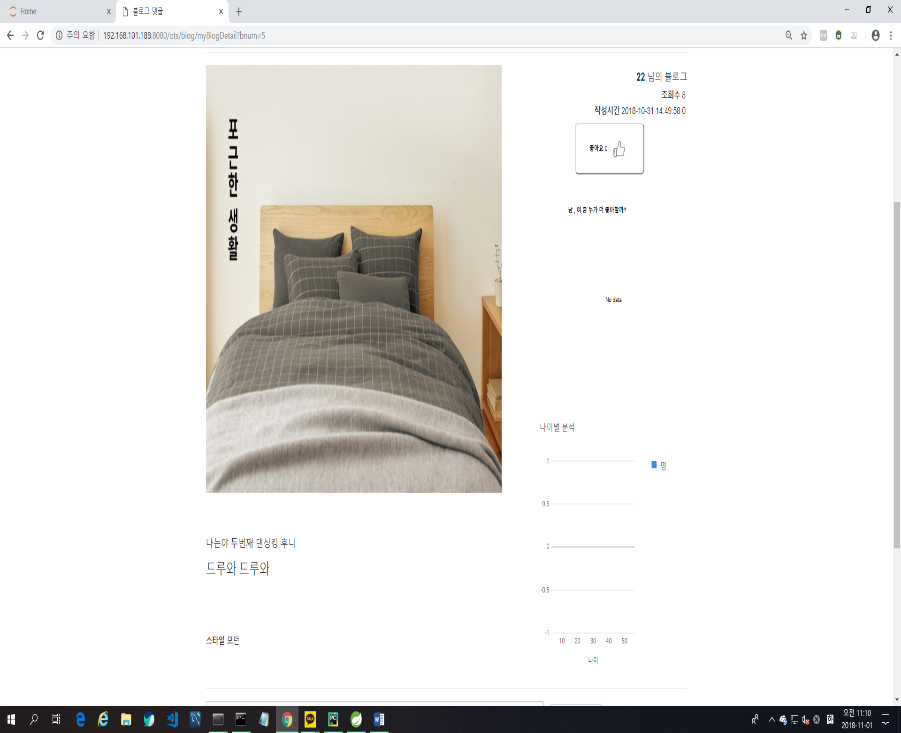 Home
블로그 댓글
주의 요함 192.168.101.188:8080/ots/blog/myBlogDetail?bnum=5
포근한 생활
22 님의 블로그
조회수 8
작성시간 2018-10-31 14:49:58.0
좋아요 0
남, 여 중 누가 더 좋아할까?
No data
나이별 분석
명
1
0.5
0
-0.5
-1
10 20 30 40 50
나이
나는야 두번째 댄싱킹 후니
드루와 드루와
스타일 모던
오전 11:10
2018-11-01